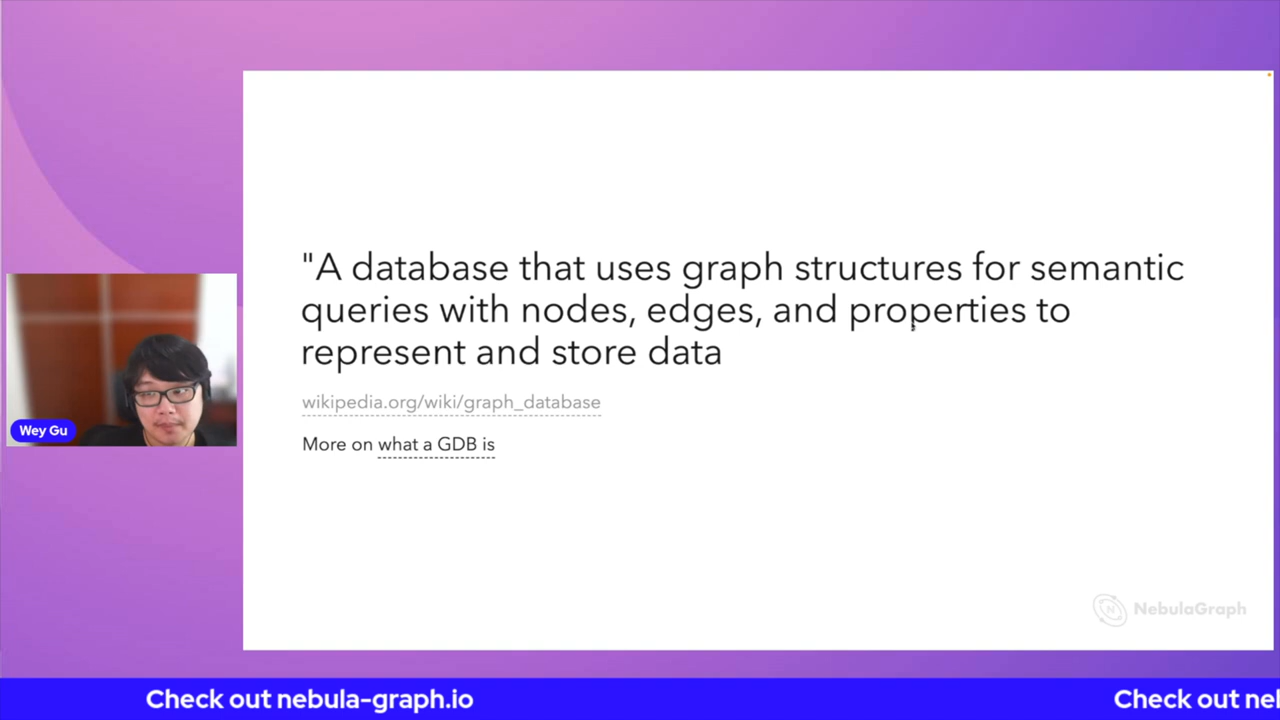 "A database that uses graph structures for semantic
queries with nodes, edges, and properties to
represent and store data
wikipedia.org/wiki/graph_database
More on what a GDB is
Wey Gu
NebulaGraph
Check out nebula-graph.io
Check out nel